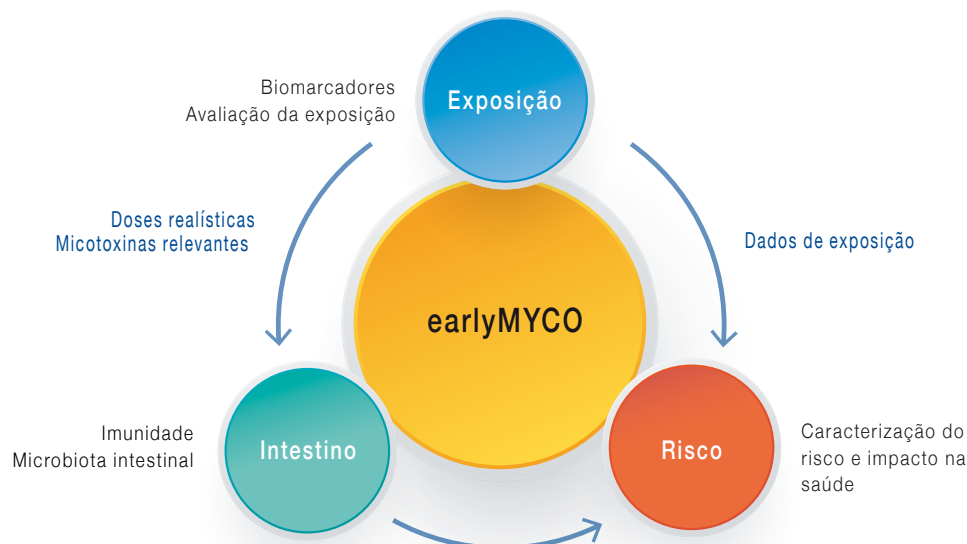 Exposição
Biomarcadores
Avaliação da exposição
Doses realísticas
Micotoxinas relevantes
Dados de exposição
earlyMYCO
Imunidade
Microbiota intestinal
Intestino
Risco
Caracterização do
risco e impacto na
saúde